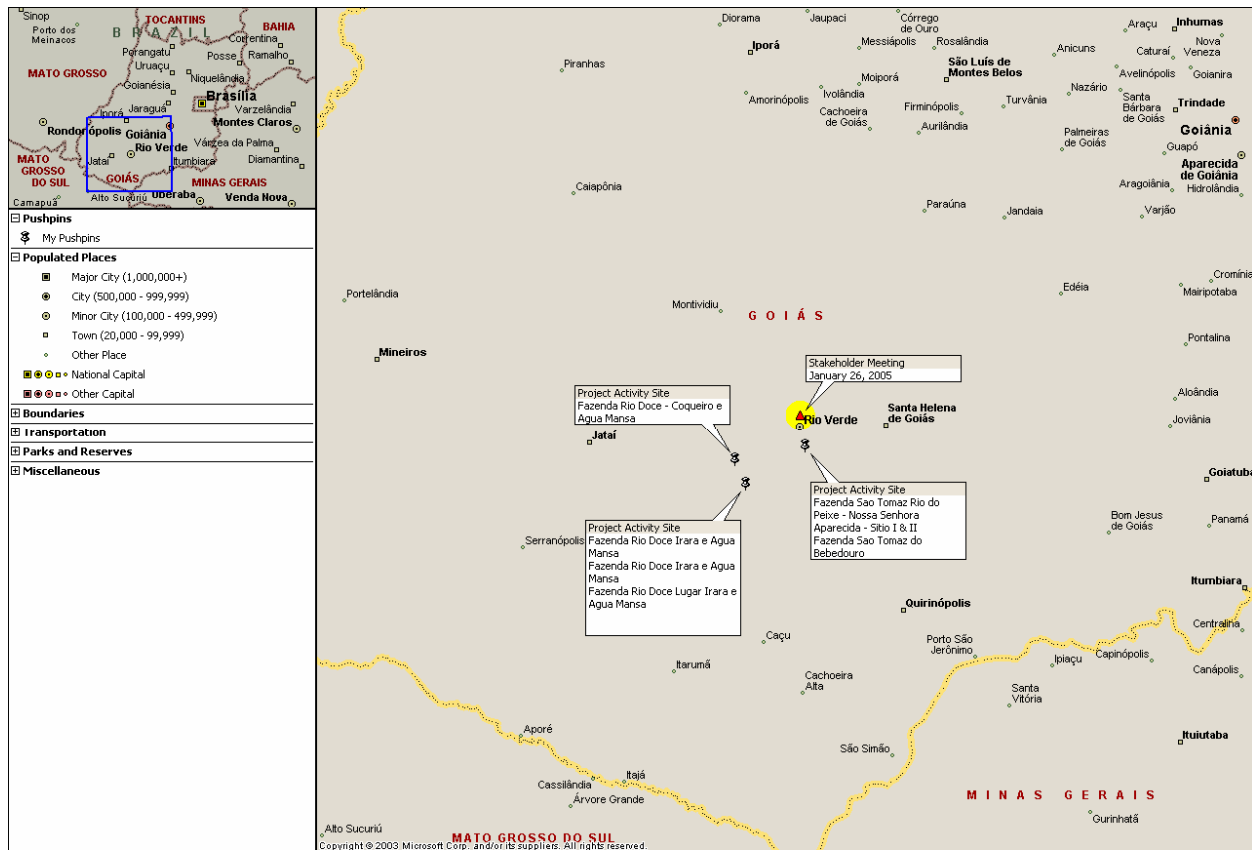 Sinop
Porto dos
Meinacos
TOCANTINS
BRAZIL
BAHIA
Correntina
Porangatu
Posse
Ramalho
Uruaçu
MATO GROSSO
Niquelândia
Goianésia
Brasília
Jaraguá
Iporá
Varzelândia
Rondonópolis
Goiânia
Montes Claros
Rio Verde
Várzea da Palma
Jataí
Itumbiara
Diamantina
MATO
GROSSO
DO SUL
GOIÁS
MINAS GERAIS
Camapuã
Alto Sucuriú
Uberaba
Venda Nova
Pushpins
My Pushpins
Populated Places
Major City (1,000,000+)
City (500,000 - 999,999)
Minor City (100,000 - 499,999)
Town (20,000 - 99,999)
Other Place
National Capital
Other Capital
Boundaries
Transportation
Parks and Reserves
Miscellaneous
Diorama
Jaupaci
Córrego
de Ouro
Araçu
Inhumas
Iporá
Messiápolis
Rosalândia
Anicuns
Caturaí
Nova
Veneza
Piranhas
São Luís de
Montes Belos
Moiporá
Avelinópolis
Goianira
Amorinópolis
Ivolândia
Cachoeira
de Goiás
Firminópolis
Turvânia
Nazário
Santa
Bárbara
de Goiás
Trindade
Aurilândia
Palmeiras
de Goiás
Goiânia
Guapó
Aparecida
de Goiânia
Caiapônia
Aragoiânia
Hidrolândia
Paraúna
Jandaia
Varjão
Cromínia
Portelândia
Edéia
Mairipotaba
Montividiu
GOIÁS
Pontalina
Mineiros
Stakeholder Meeting
January 26, 2005
Project Activity Site
Fazenda Rio Doce - Coqueiro e
Agua Mansa
Aloândia
Rio Verde
Santa Helena
de Goiás
Joviânia
Jataí
Goiatuba
Project Activity Site
Fazenda Sao Tomaz Rio do
Peixe - Nossa Senhora
Aparecida - Sitio I & II
Fazenda Sao Tomaz do
Bebedouro
Bom Jesus
de Goiás
Panamá
Project Activity Site
Fazenda Rio Doce Irara e Agua
Mansa
Fazenda Rio Doce Irara e Agua
Mansa
Fazenda Rio Doce Lugar Irara e
Agua Mansa
Serranópolis
Itumbiara
Quirinópolis
Centralina
Caçu
Porto São
Jerônimo
Ipiaçu
Capinópolis
Itarumã
Canápolis
Cachoeira
Alta
Santa
Vitória
Aporé
Ituiutaba
São Simão
Itajá
Cassilândia
Árvore Grande
MINAS GERAIS
Gurinhatã
Alto Sucuriú
MATO GROSSO DO SUL
Copyright © 2003 Microsoft Corp. and/or its suppliers. All rights reserved.